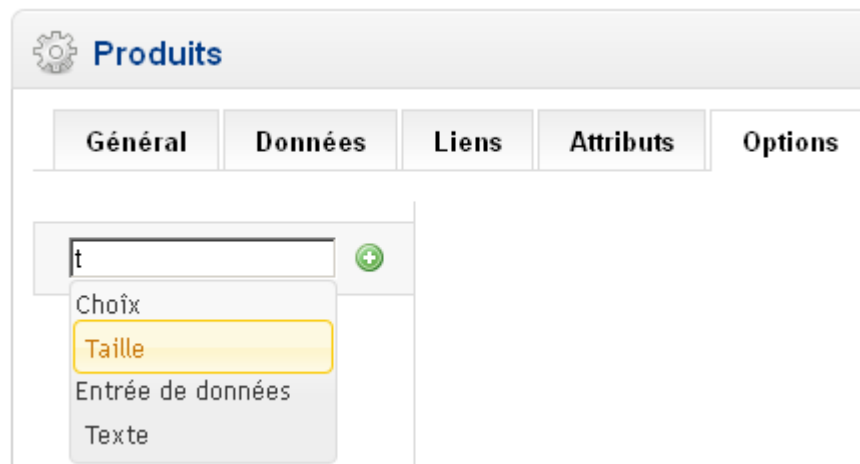 Produits
Général Données Liens Attributs Options
t
Choîx
Taille
Entrée de données
Texte